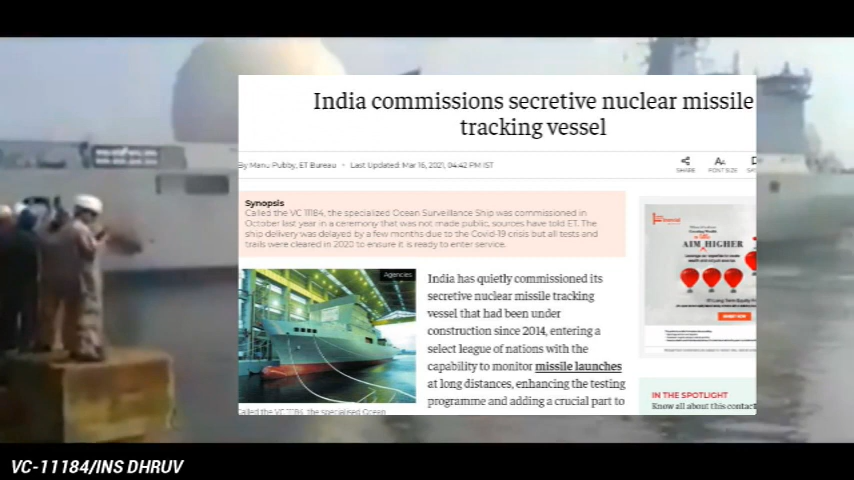 India commissions secretive nuclear missile
tracking vessel
By Manu Pubby, ET Bureau • Last Updated: Mar 16, 2021, 04:42 PM IST
SHARE
FONT SIZE
Synopsis
Called the VC 11184, the specialized Ocean Surveillance Ship was commissioned in
October last year in a ceremony that was not made public, sources have told ET. The
ship delivery was delayed by a few months due to the Covid-19 crisis but all tests and
trails were cleared in 2020 to ensure it is ready to enter service.
Agencies
India has quietly commissioned its
secretive nuclear missile tracking
vessel that had been under
construction since 2014, entering a
select league of nations with the
capability to monitor missile launches
at long distances, enhancing the testing
programme and adding a crucial part to
Called the VC 11184, the specialised Ocean
AIM HIGHER
IN THE SPOTLIGHT
Know all about this contact
VC-11184/INS DHRUV